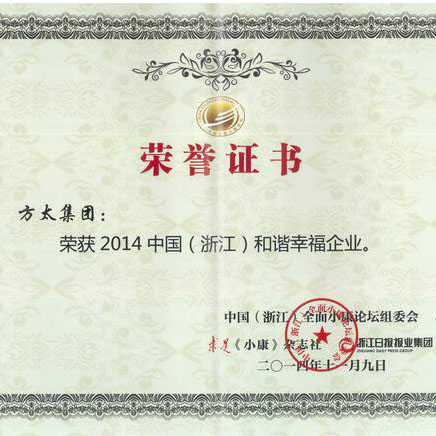 荣誉证书
方太集团：
荣获 2014 中国（浙江）和谐幸福企业。
中国（浙江）全面小康论坛组委会
求是《小康》杂志社 浙江日报报业集团
ZHEJIANG DAILY PRESS GROUP
二〇一四年十一月九日